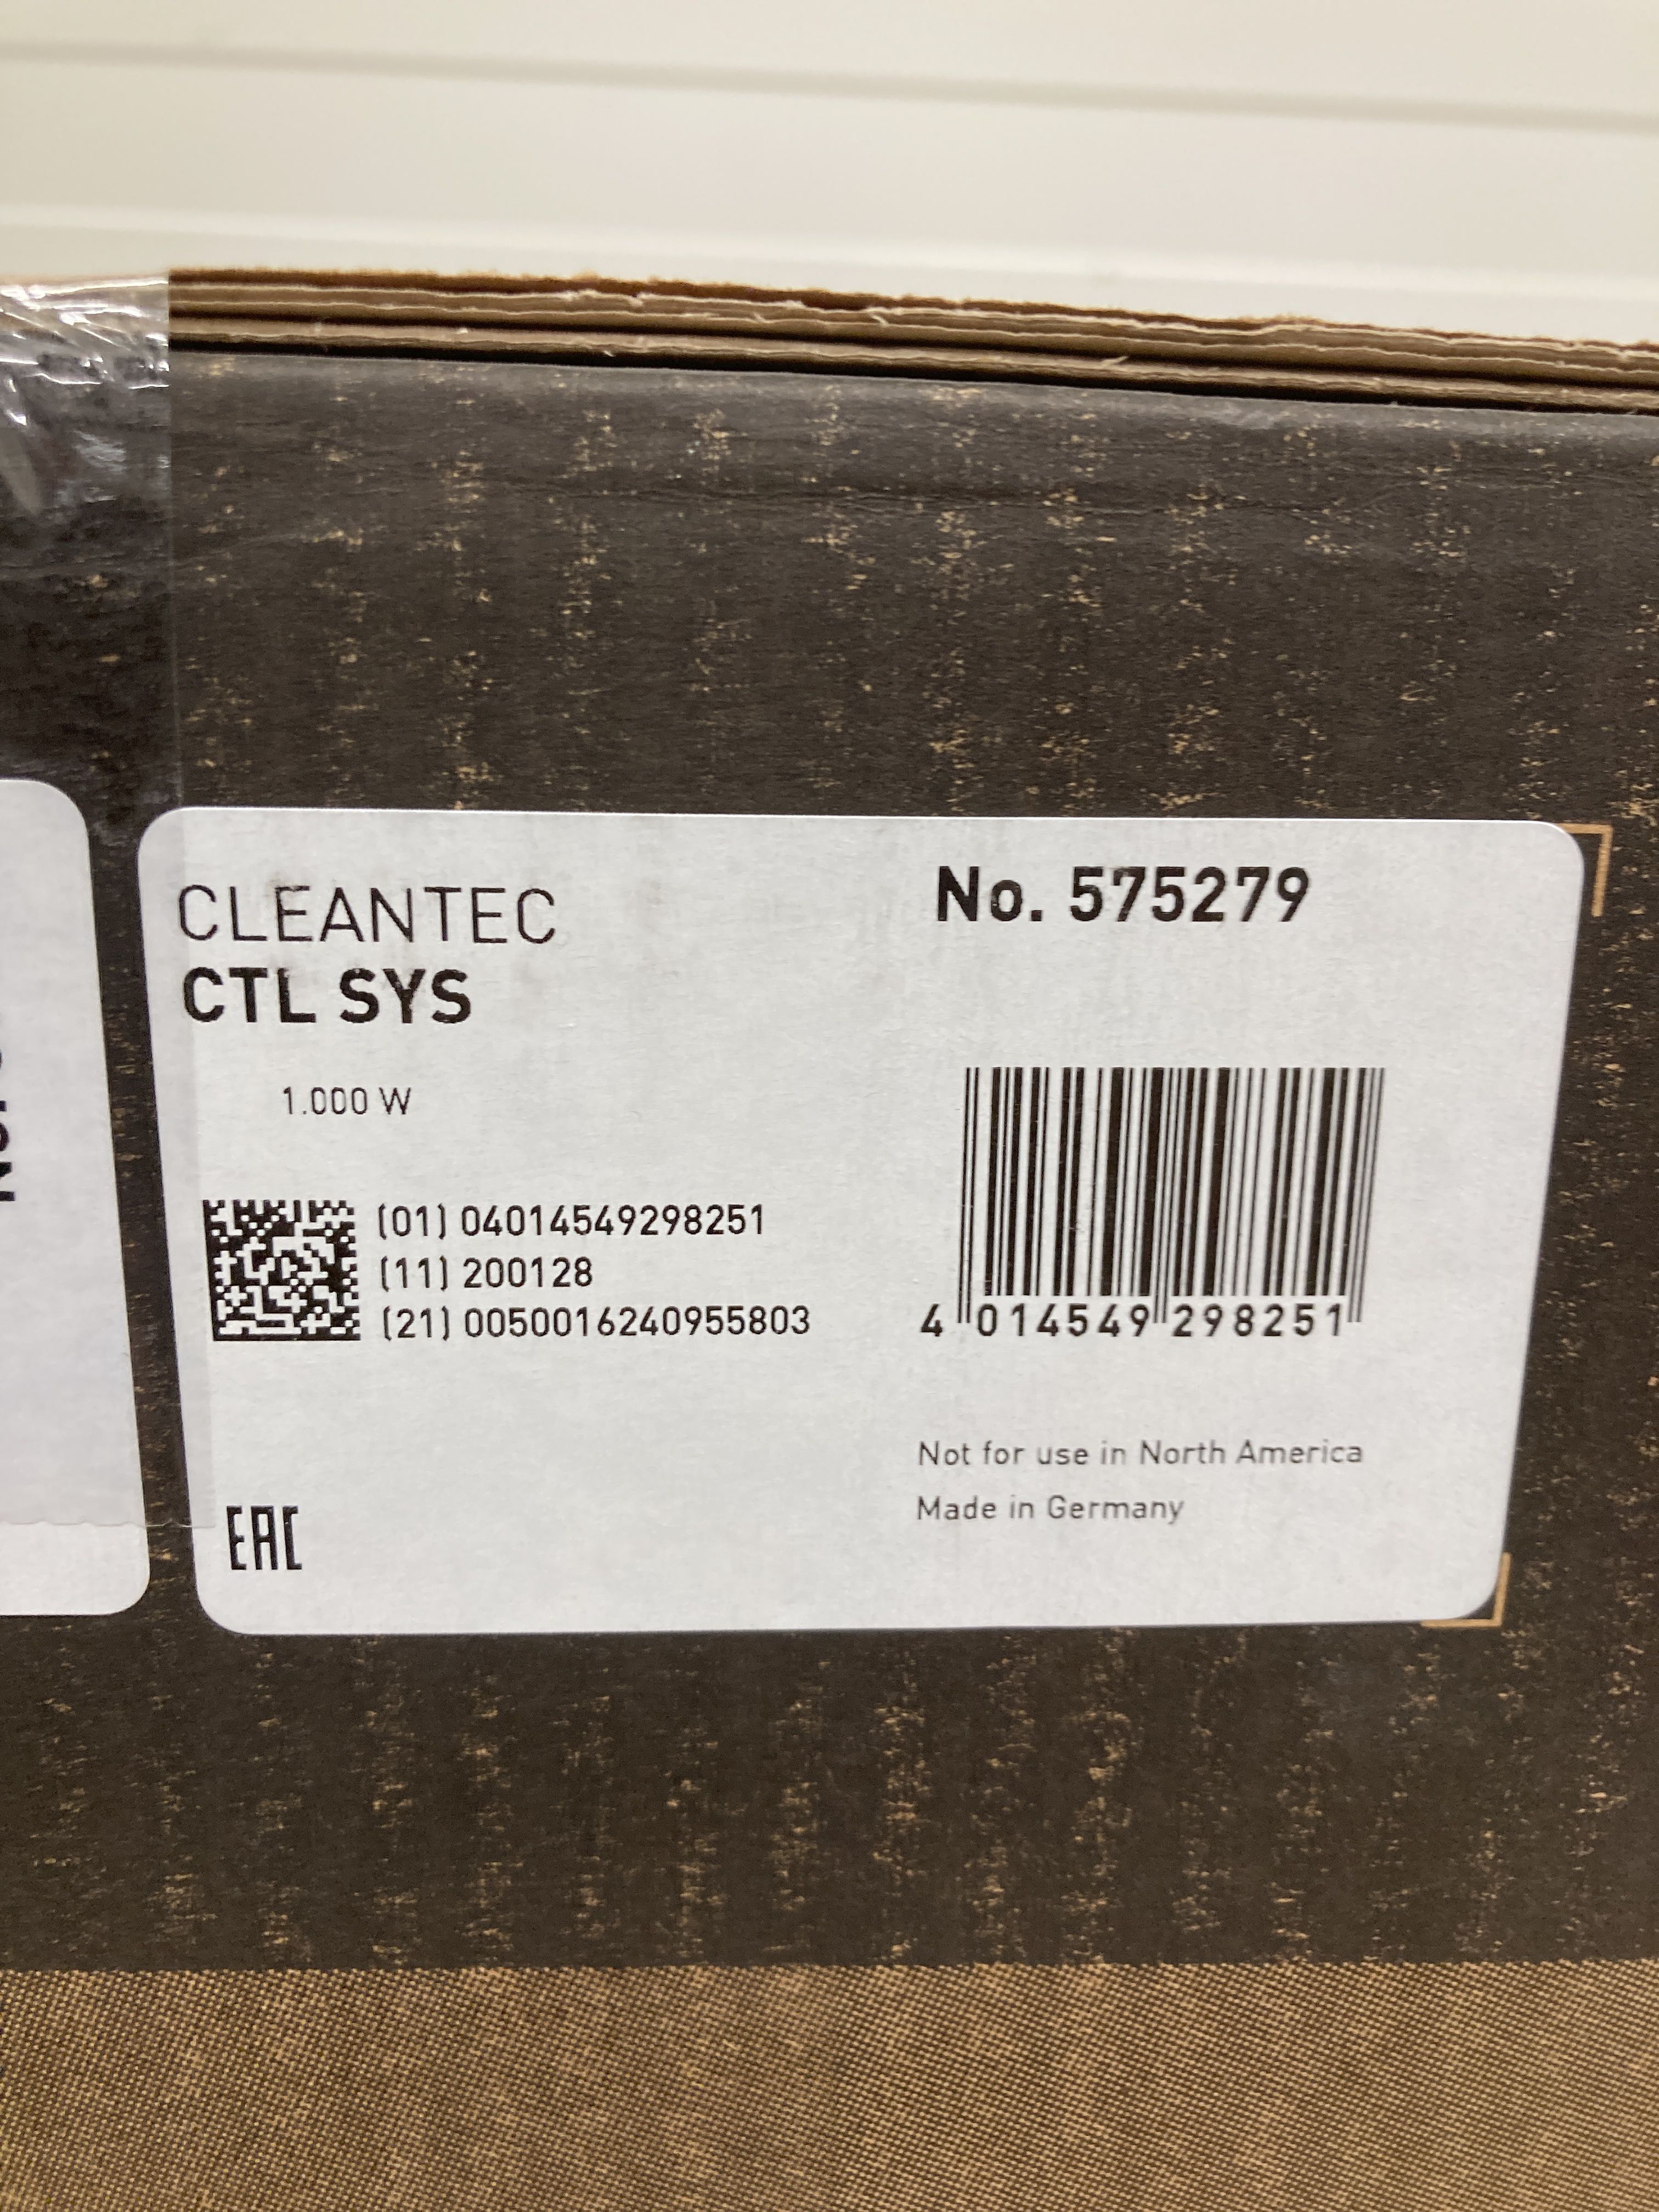 CLEANTEC
CTL SYS
1.000 W
No. 575279
(01) 04014549298251
(11) 200128
(21) 0050016240955803
4 014549 298251
Not for use in North America
Made in Germany
EAC